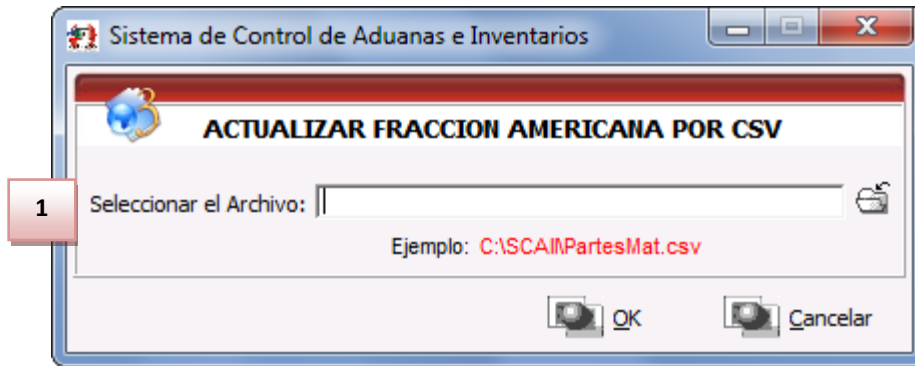 Sistema de Control de Aduanas e Inventarios
ACTUALIZAR FRACCION AMERICANA POR CSV
1
Seleccionar el Archivo:
Ejemplo: C:\SCAII\PartesMat.csv
OK
Cancelar